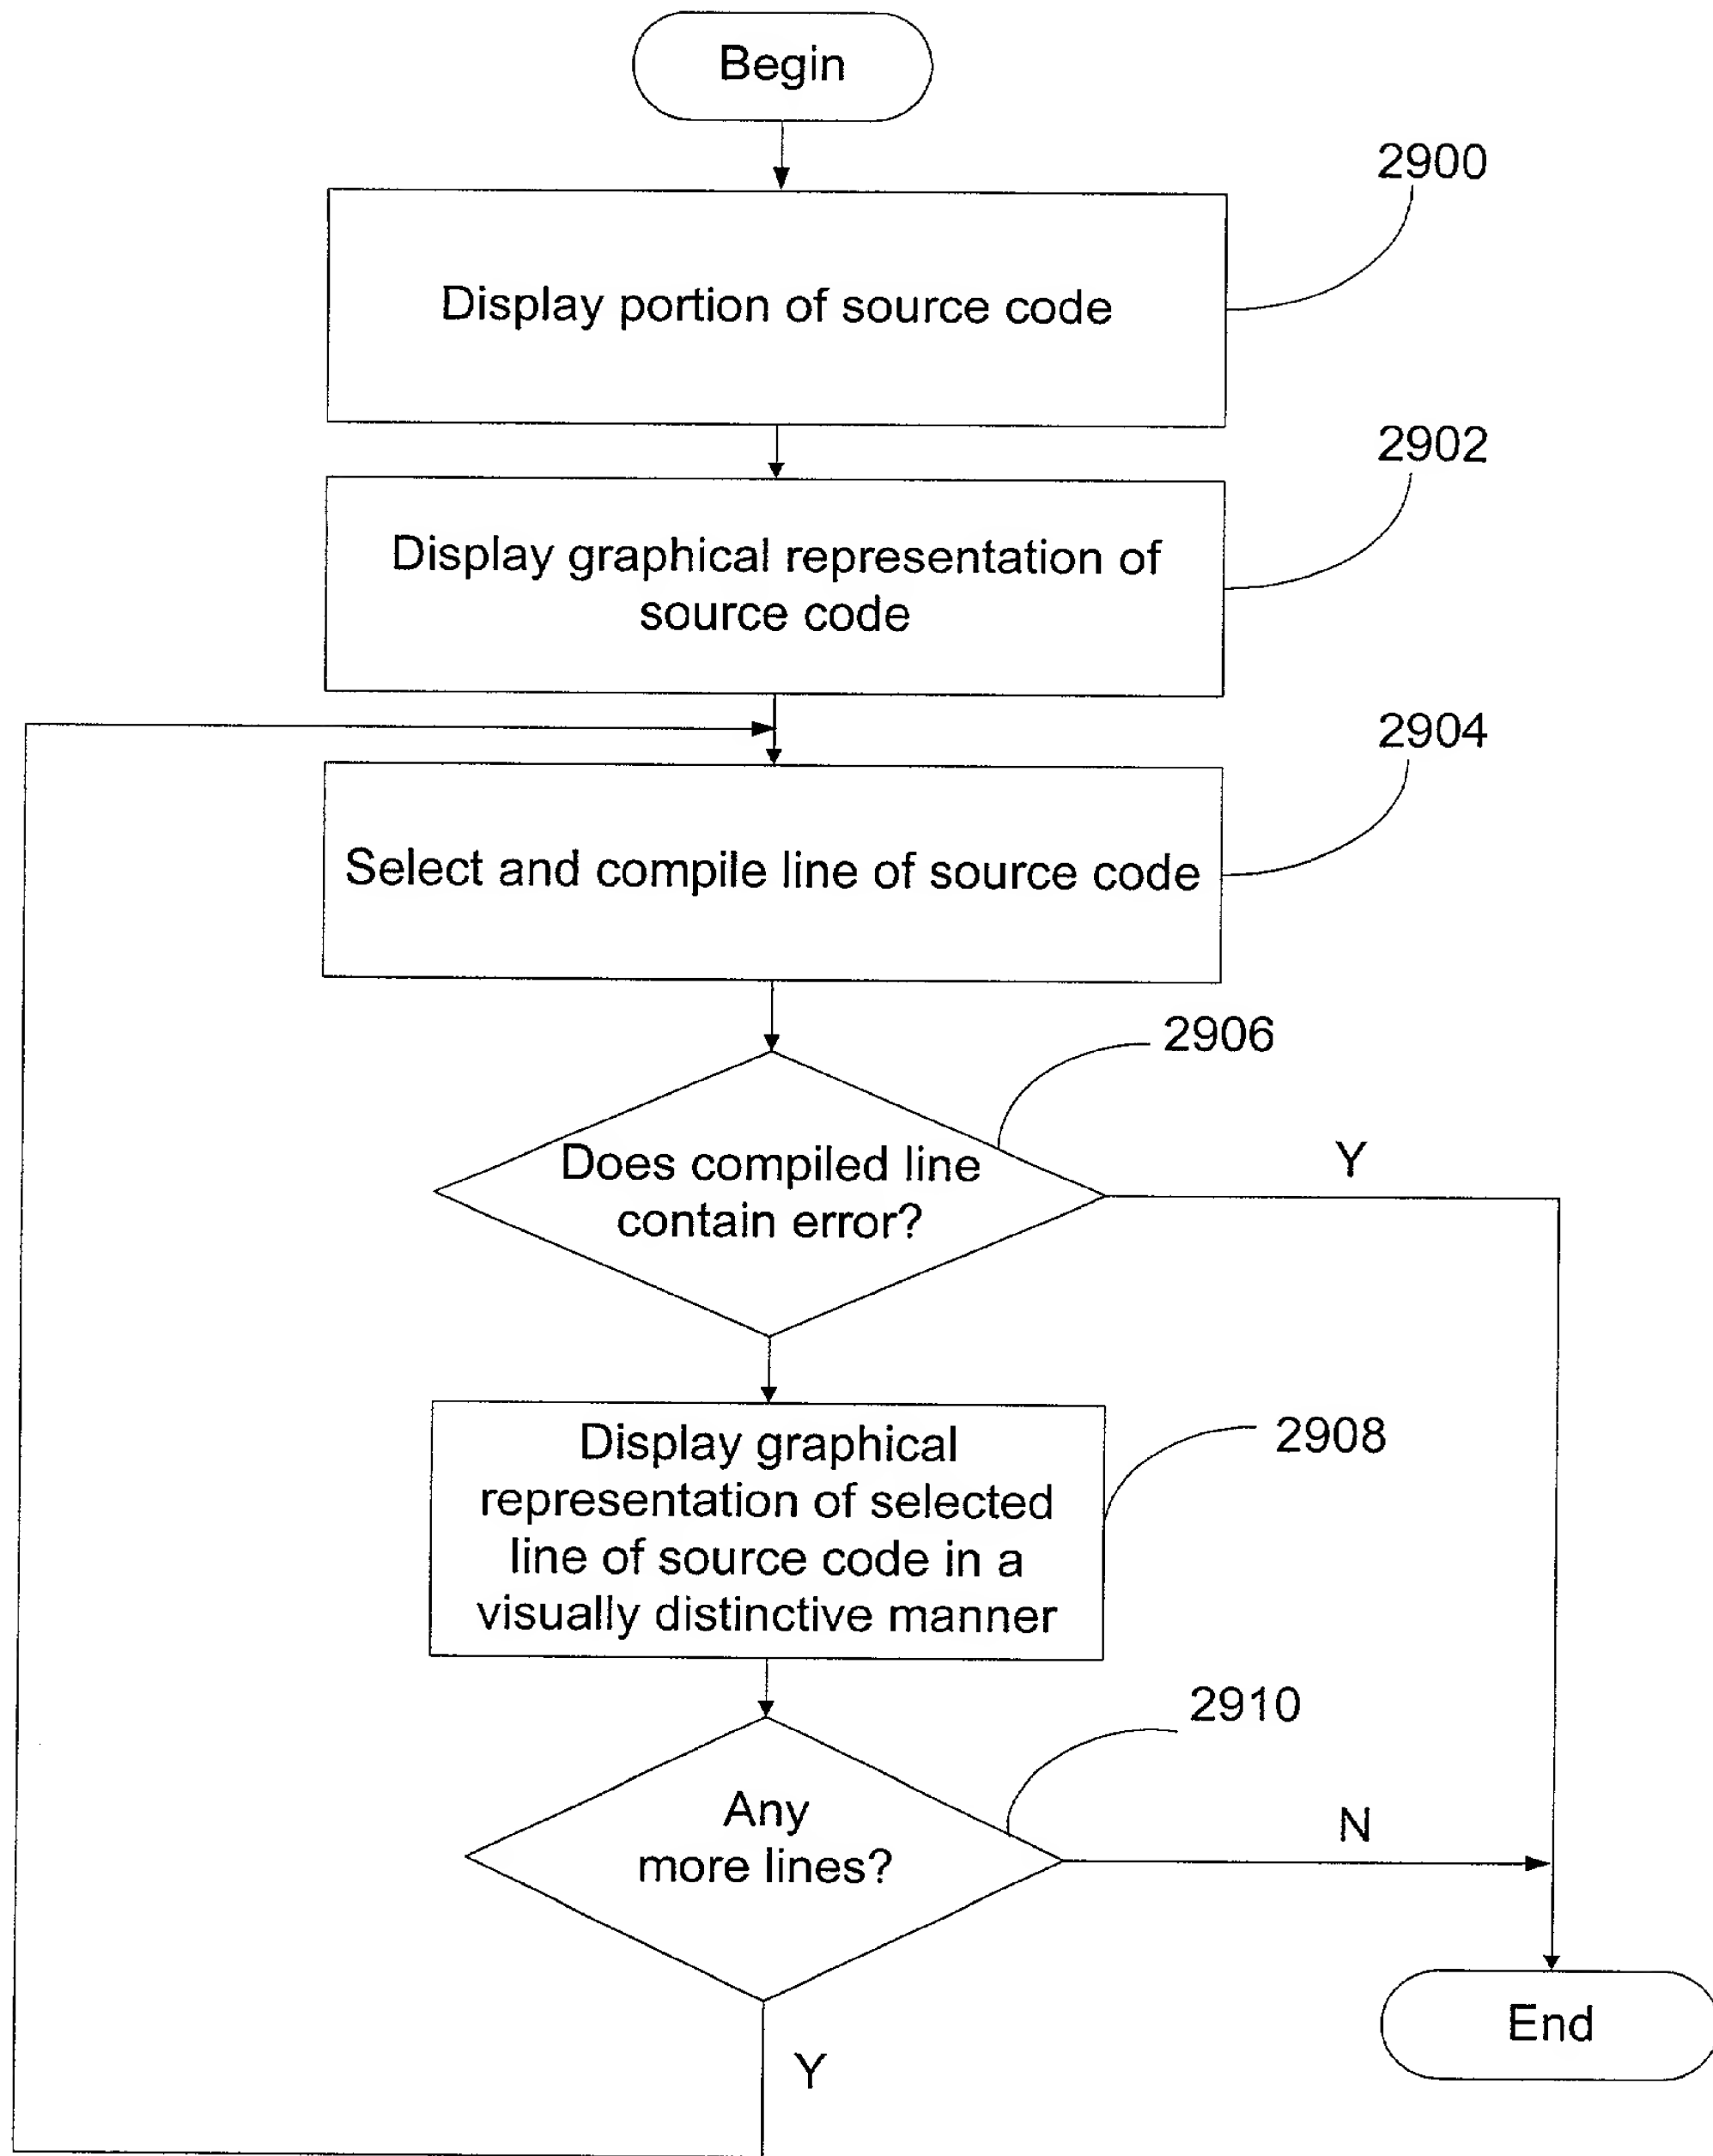 Begin
2900
Display portion of source code
2902
Display graphical representation of
source code
2904
Select and compile line of source code
2906
Does compiled line
contain error?
Y
Display graphical
representation of selected
line of source code in a
visually distinctive manner
2908
2910
Any
more lines?
N
End
Y